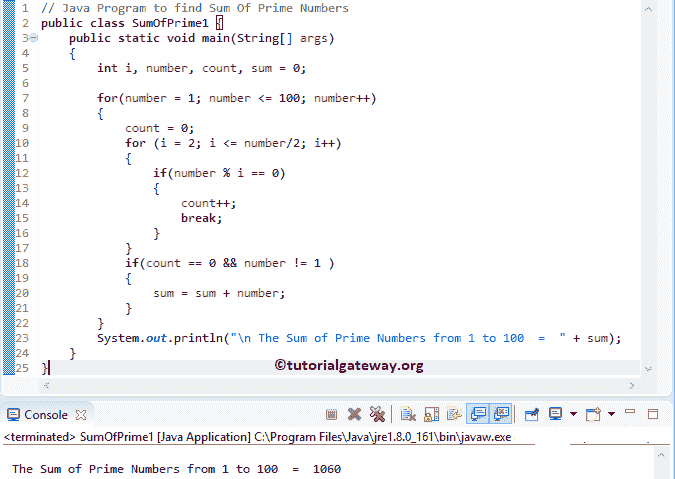 1 // Java Program to find Sum Of Prime Numbers
2 public class SumOfPrime1 {
3 public static void main(String[] args)
4 {
5 int i, number, count, sum = 0;
6
7 for(number = 1; number <= 100; number++)
8 {
9 count = 0;
10 for (i = 2; i <= number/2; i++)
11 {
12 if(number % i == 0)
13 {
14 count++;
15 break;
16 }
17 }
18 if(count == 0 && number != 1 )
19 {
20 sum = sum + number;
21 }
22 }
23 System.out.println("\n The Sum of Prime Numbers from 1 to 100  =  " + sum);
24 }
25 }
©tutorialgateway.org
Console
<terminated> SumOfPrime1 [Java Application] C:\Program Files\Java\jre1.8.0_161\bin\javaw.exe
The Sum of Prime Numbers from 1 to 100  =  1060